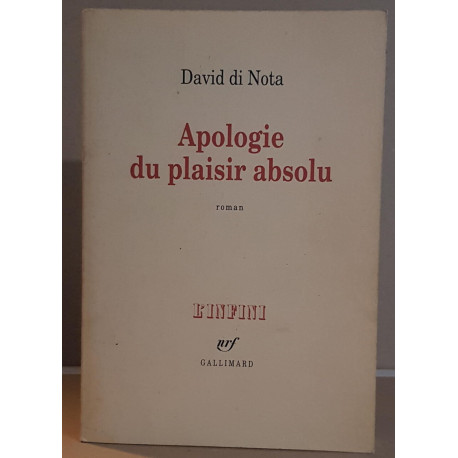 David di Nota
Apologie
du plaisir absolu
roman
L'INFINI
nrf
GALLIMARD